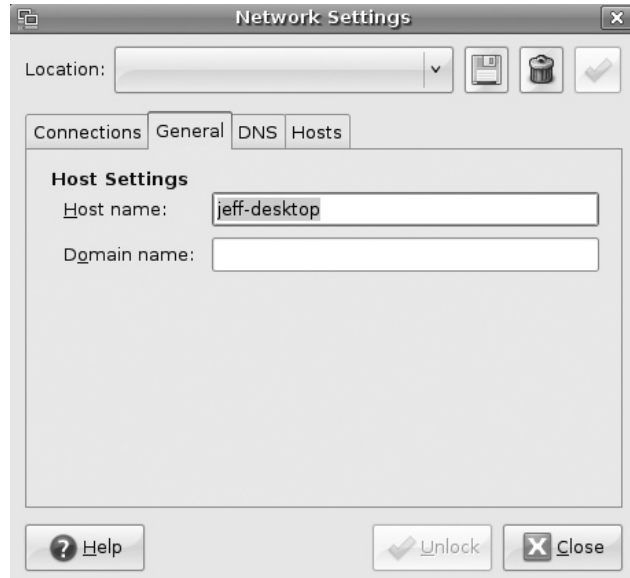 Network Settings
Location:
Connections General DNS Hosts
Host Settings
Host name: jeff-desktop
Domain name:
Help Unlock Close